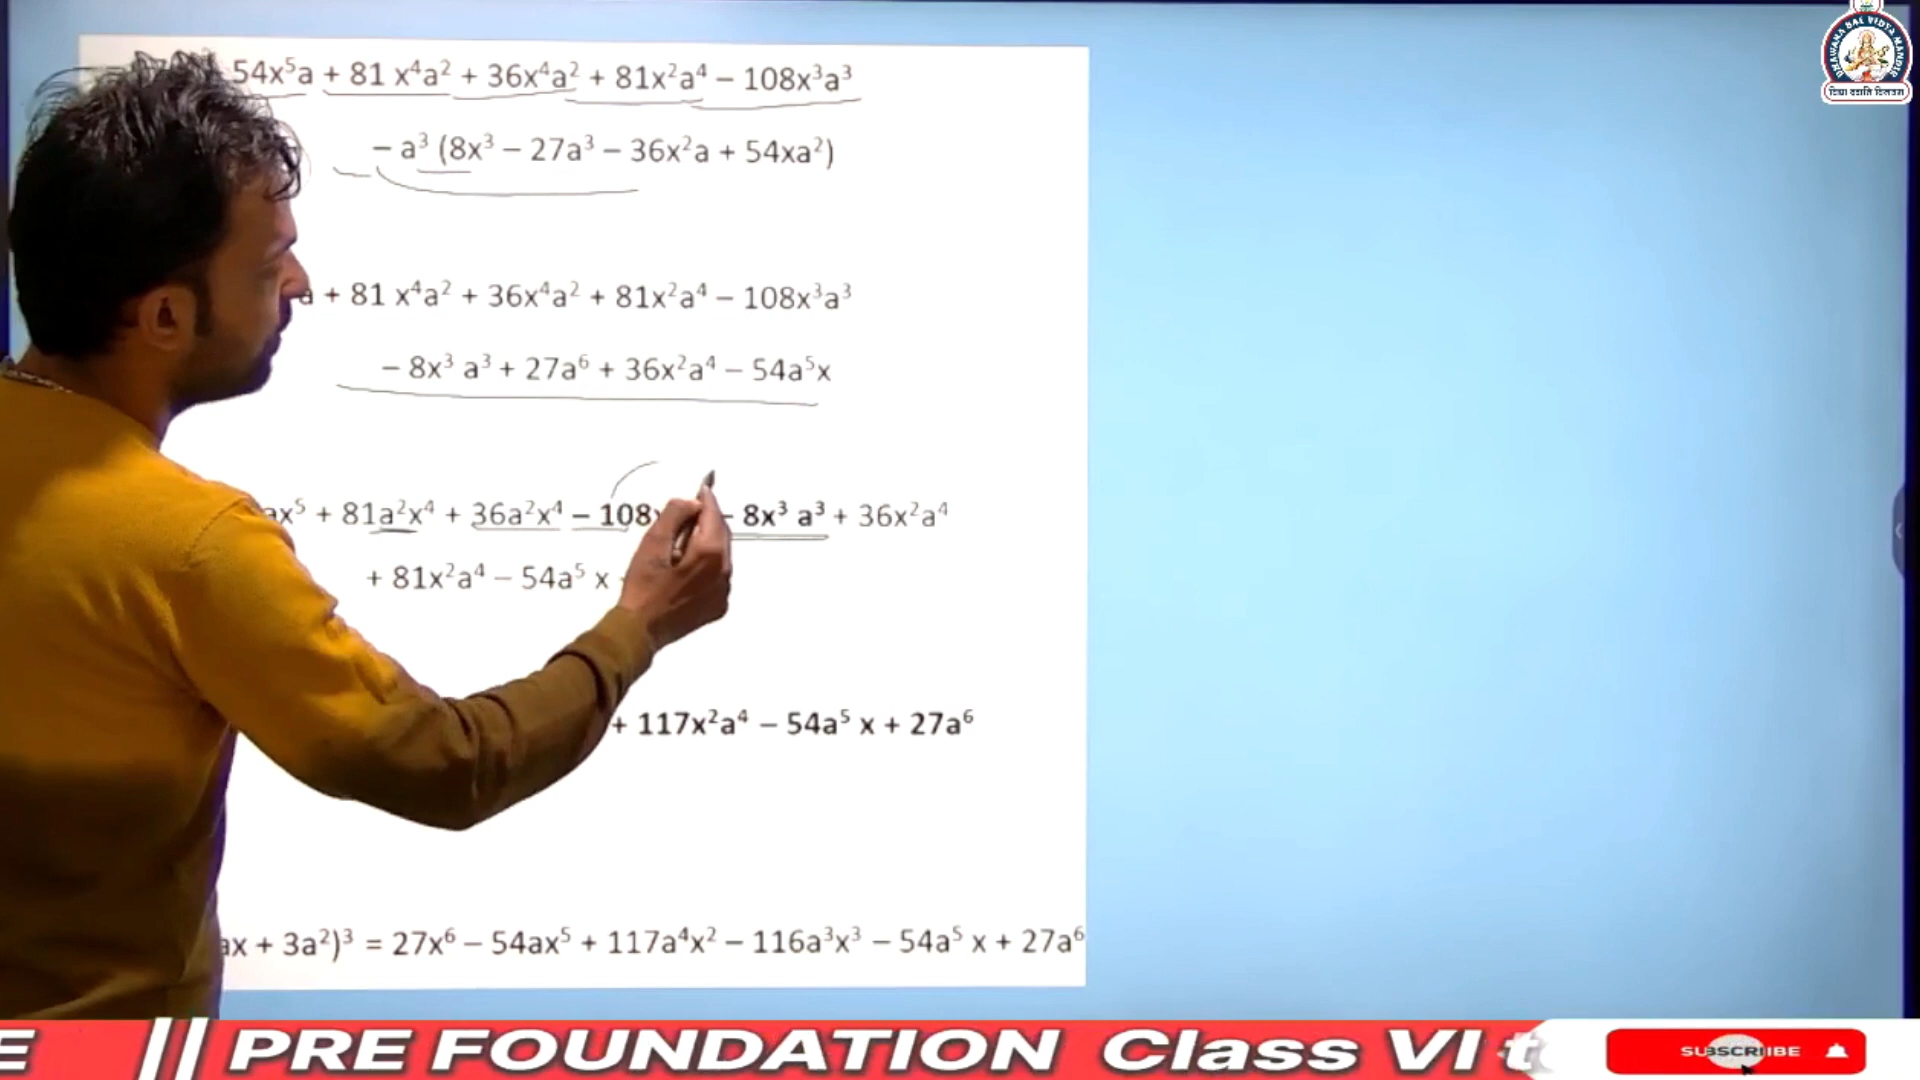 54x⁵a + 81 x⁴a² + 36x⁴a² + 81x²a⁴ – 108x³a³
– a³ (8x³ – 27a³ – 36x²a + 54xa²)
a + 81 x⁴a² + 36x⁴a² + 81x²a⁴ – 108x³a³
– 8x³ a³ + 27a⁶ + 36x²a⁴ – 54a⁵x
ax⁵ + 81a²x⁴ + 36a²x⁴ – 108 – 8x³ a³ + 36x²a⁴
+ 81x²a⁴ – 54a⁵ x
+ 117x²a⁴ – 54a⁵ x + 27a⁶
ax + 3a²)³ = 27x⁶ – 54ax⁵ + 117a⁴x² – 116a³x³ – 54a⁵ x + 27a⁶
E || PRE FOUNDATION Class VI t
SUBSCRIBE